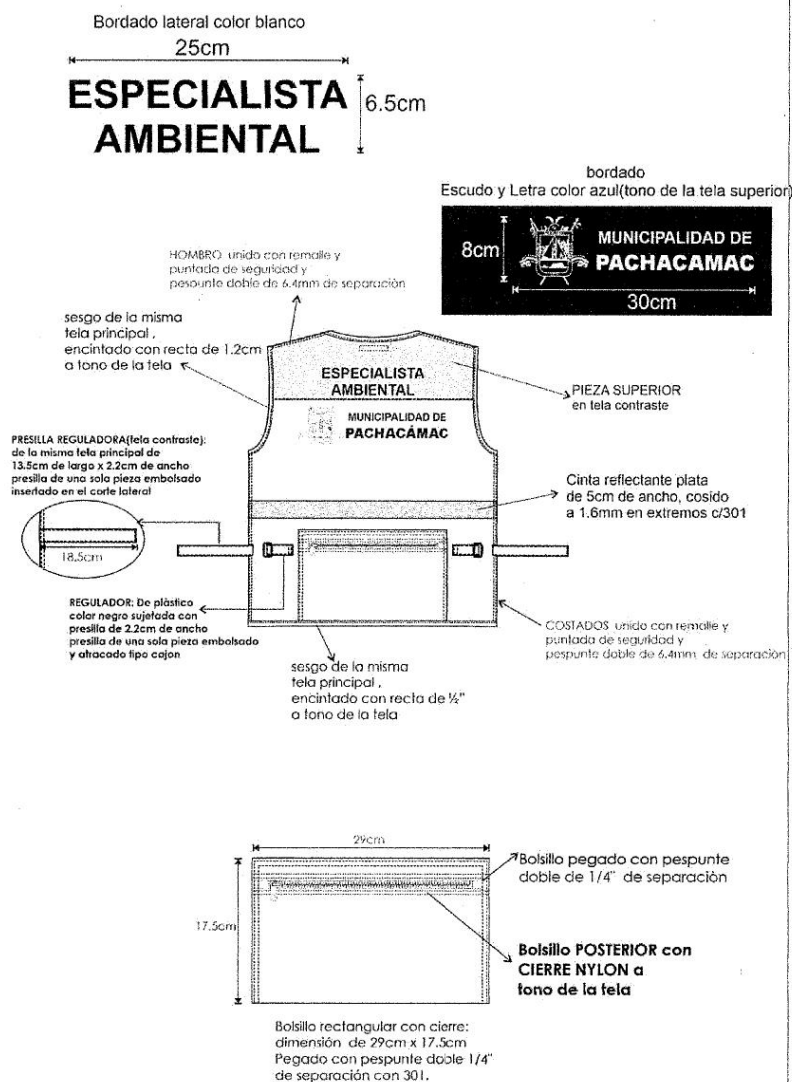 Bordado lateral color blanco
25cm
ESPECIALISTA
AMBIENTAL
6.5cm
bordado
Escudo y Letra color azul(tono de la tela superior)
8cm
MUNICIPALIDAD DE
PACHACAMAC
30cm
HOMBRO unido con remalle y
puntada de seguridad y
pespunte doble de 6.4mm de separación
sesgo de la misma
tela principal ,
encintado con recta de 1.2cm
a tono de la tela
ESPECIALISTA
AMBIENTAL
MUNICIPALIDAD DE
PACHACÁMAC
PIEZA SUPERIOR
en tela contraste
PRESILLA REGULADORA(tela contraste):
de la misma tela principal de
13.5cm de largo x 2.2cm de ancho
presilla de una sola pieza embolsado
insertado en el corte lateral
18.5cm
Cinta reflectante plata
de 5cm de ancho, cosido
a 1.6mm en extremos c/301
REGULADOR: De plástico
color negro sujetada con
presilla de 2.2cm de ancho
presilla de una sola pieza embolsado
y atracado tipo cajon
COSTADOS unido con remalle y
puntada de seguridad y
pespunte doble de 6.4mm de separación
sesgo de la misma
tela principal ,
encintado con recta de ½"
a tono de la tela
29cm
17.5cm
Bolsillo pegado con pespunte
doble de 1/4" de separación
Bolsillo POSTERIOR con
CIERRE NYLON a
tono de la tela
Bolsillo rectangular con cierre:
dimensión de 29cm x 17.5cm
Pegado con pespunte doble 1/4"
de separación con 301.